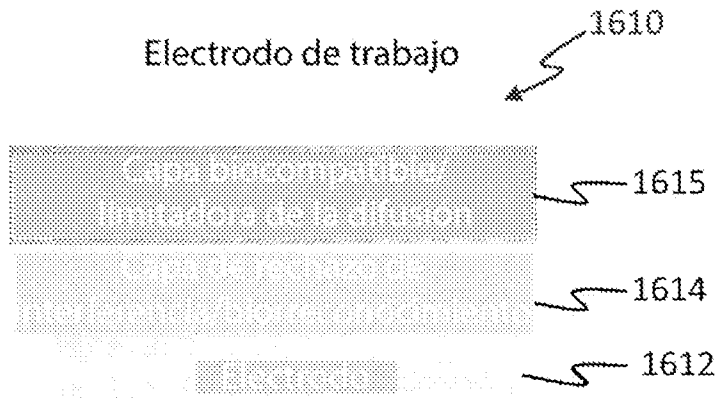 1610
Electrodo de trabajo
Capa biocompatible/
limitadora de la difusión
1615
Capa de rechazo de
1614
Electrodo
1612